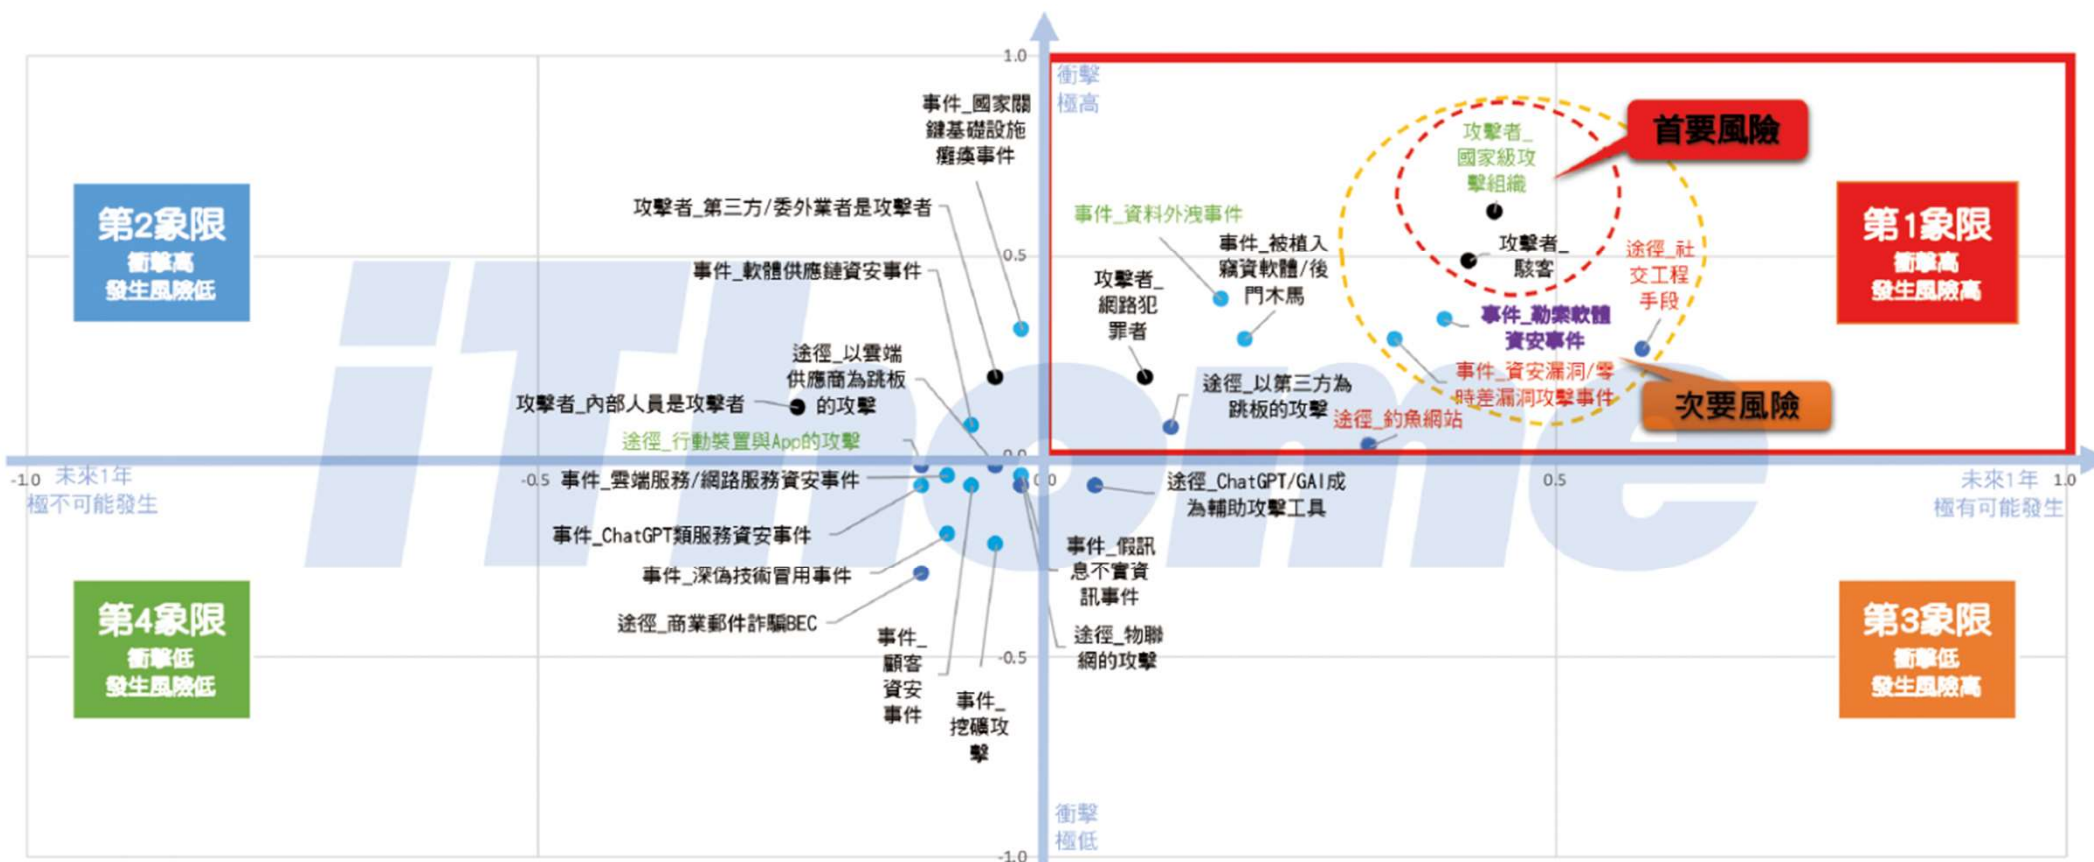 1.0
衝擊
極高
事件_國家關
鍵基礎設施
癱瘓事件
首要風險
攻擊者_
國家級攻
擊組織
第2象限
衝擊高
發生風險低
攻擊者_第三方/委外業者是攻擊者
事件_資料外洩事件
第1象限
衝擊高
發生風險高
事件_被植入
竊資軟體/後
門木馬
攻擊者_
駭客
途徑_社
交工程
手段
0.5
事件_軟體供應鏈資安事件
攻擊者_
網路犯
罪者
事件_勒索軟體
資安事件
途徑_以雲端
供應商為跳板
的攻擊
途徑_以第三方為
跳板的攻擊
事件_資安漏洞/零
時差漏洞攻擊事件
次要風險
攻擊者_內部人員是攻擊者
途徑_釣魚網站
途徑_行動裝置與App的攻擊
0.0
-1.0
未來1年
極不可能發生
-0.5
事件_雲端服務/網路服務資安事件
0.0
途徑_ChatGPT/GAI成
為輔助攻擊工具
0.5
未來1年
極有可能發生
1.0
事件_ChatGPT類服務資安事件
事件_假訊
息不實資
訊事件
事件_深偽技術冒用事件
第4象限
衝擊低
發生風險低
途徑_商業郵件詐騙BEC
事件_
顧客
資安
事件
途徑_物聯
網的攻擊
第3象限
衝擊低
發生風險高
-0.5
事件_
挖礦攻
擊
衝擊
極低
-1.0
iThome